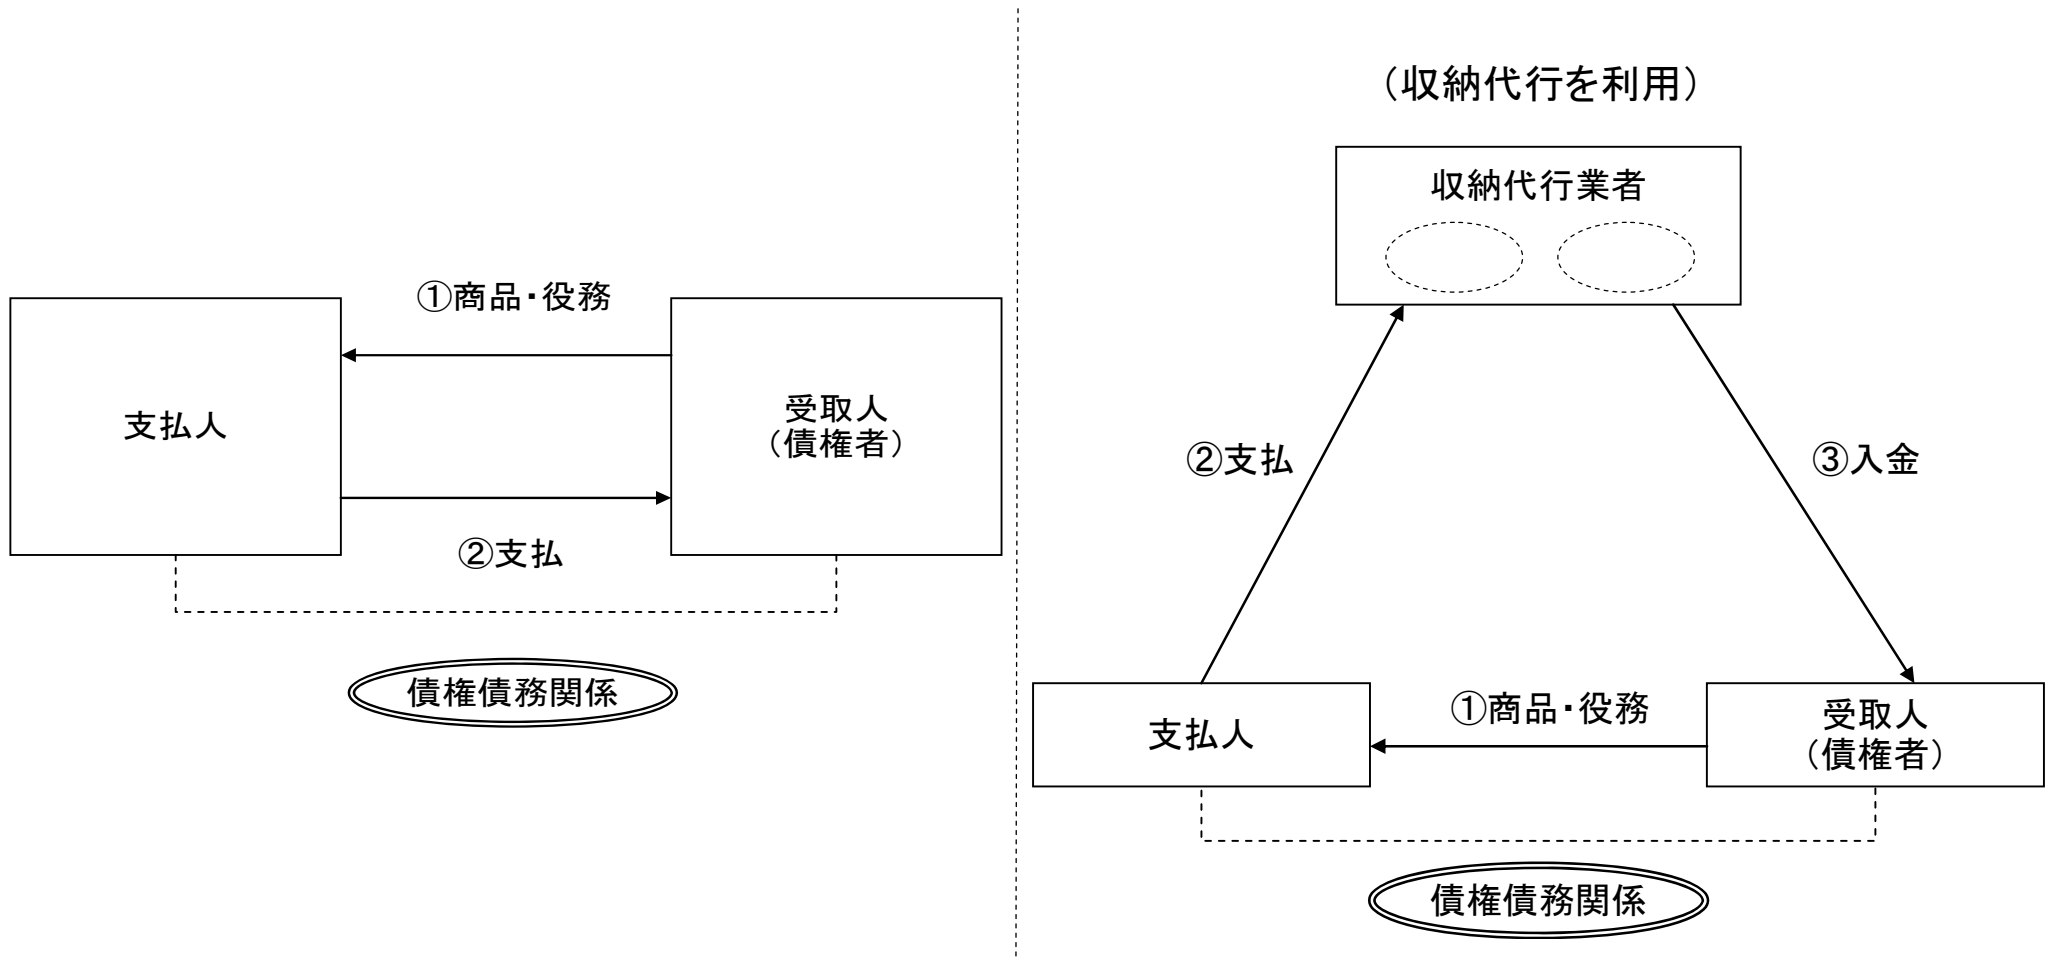 ①商品・役務
支払人
受取人
（債権者）
②支払
債権債務関係
（収納代行を利用）
収納代行業者
②支払
③入金
①商品・役務
支払人
受取人
（債権者）
債権債務関係